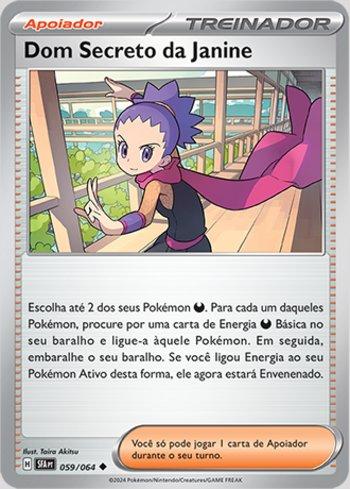 Apoiador
TREINADOR
Dom Secreto da Janine
Escolha até 2 dos seus Pokémon. Para cada um daqueles
Pokémon, procure por uma carta de Energia Básica no
seu baralho e ligue-a àquele Pokémon. Em seguida,
embaralhe o seu baralho. Se você ligou Energia ao
Pokémon Ativo desta forma, ele agora estará Envenenado.
Ilust. Taira Akitsu
H SFA PT 059/064
Você só pode jogar 1 carta de Apoiador
durante o seu turno.
©2024 Pokémon/Nintendo/Creatures/GAME FREAK